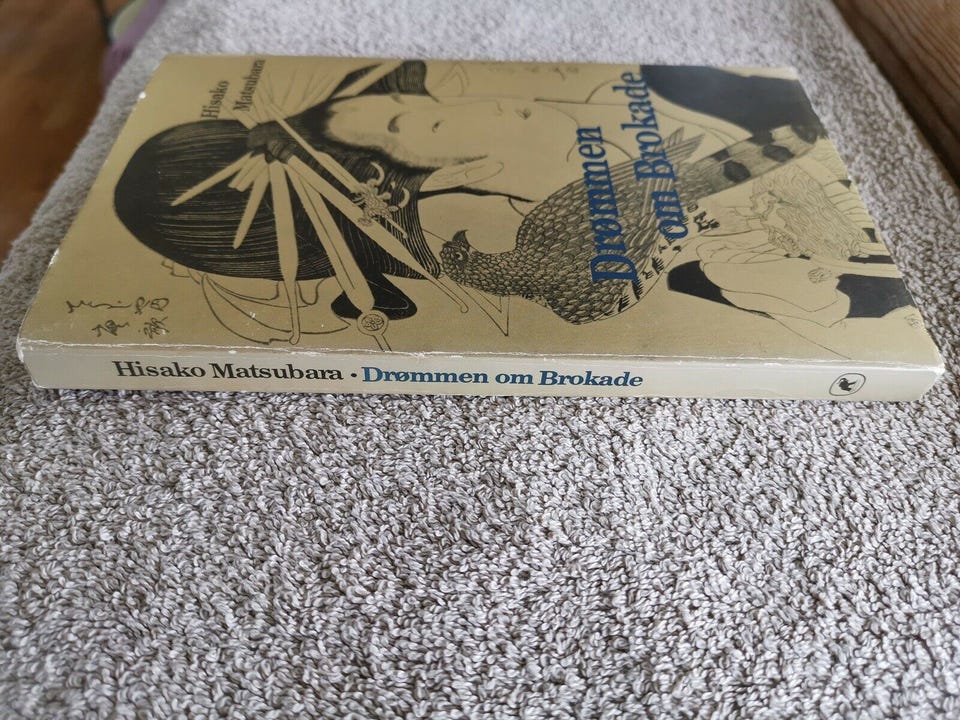 Hisako
Matsubara
Drømmen
om Brokade
Hisako Matsubara • Drømmen om Brokade